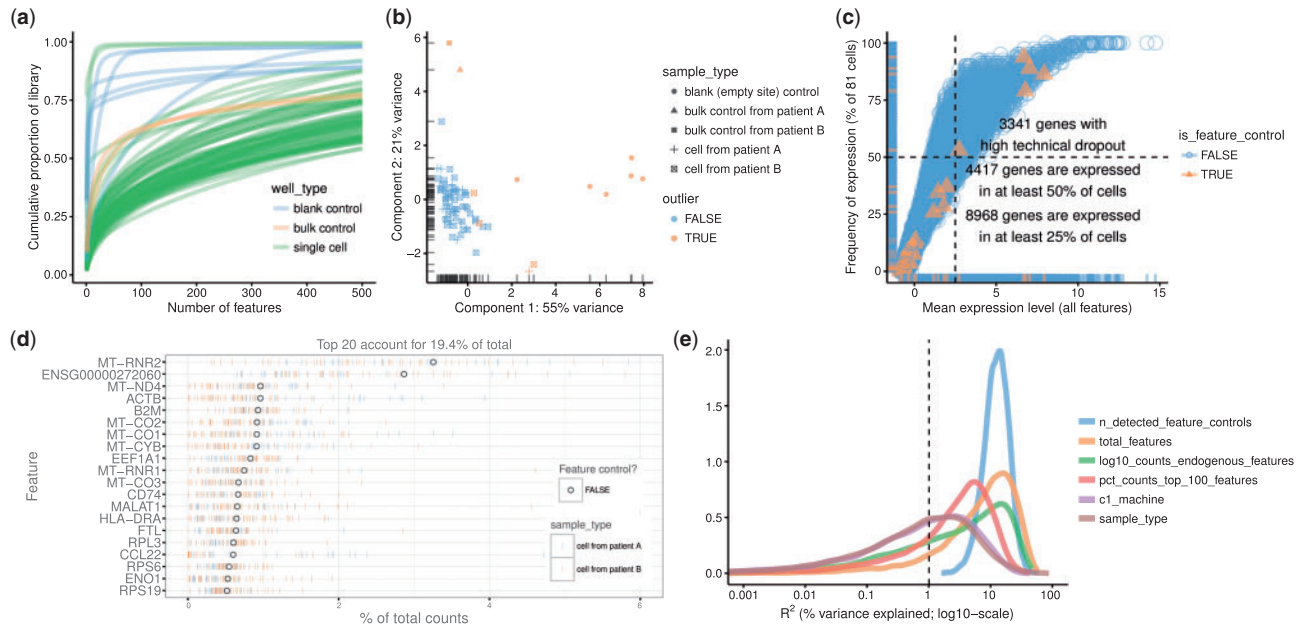 (a)
Cumulative proportion of library
1.00
0.75
0.50
0.25
0.00
0 100 200 300 400 500
Number of features
well_type
blank control
bulk control
single cell
(b)
Component 2: 21% variance
6
4
2
0
−2
0 2 4 6 8
Component 1: 55% variance
sample_type
blank (empty site) control
bulk control from patient A
bulk control from patient B
cell from patient A
cell from patient B
outlier
FALSE
TRUE
(c)
Frequency of expression (% of 81 cells)
100
75
50
25
0
0 5 10 15
Mean expression level (all features)
3341 genes with
high technical dropout
4417 genes are expressed
in at least 50% of cells
8968 genes are expressed
in at least 25% of cells
is_feature_control
FALSE
TRUE
(d)
Top 20 account for 19.4% of total
Feature
MT−RNR2
ENSG00000272060
MT−ND4
ACTB
B2M
MT−CO2
MT−CO1
MT−CYB
EEF1A1
MT−RNR1
MT−CO3
CD74
MALAT1
HLA−DRA
FTL
RPL3
CCL22
RPS6
ENO1
RPS19
0 2 4 6
% of total counts
Feature control?
FALSE
sample_type
cell from patient A
cell from patient B
(e)
2.0
1.5
1.0
0.5
0.0
0.001 0.01 0.1 1 10 100
R² (% variance explained; log10−scale)
n_detected_feature_controls
total_features
log10_counts_endogenous_features
pct_counts_top_100_features
c1_machine
sample_type